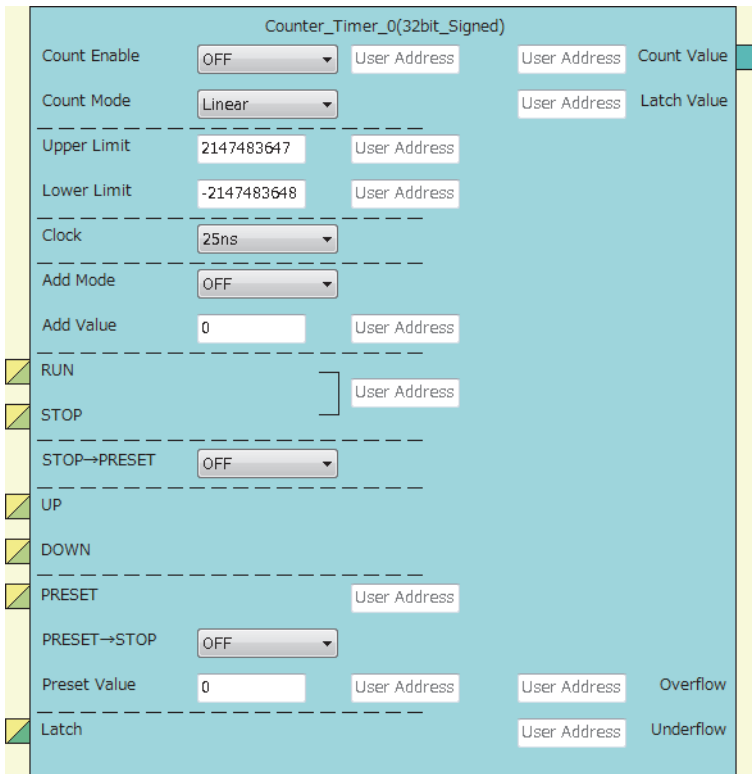 Counter_Timer_0(32bit_Signed)
Count Enable OFF User Address User Address Count Value
Count Mode Linear User Address Latch Value
Upper Limit 2147483647 User Address
Lower Limit -2147483648 User Address
Clock 25ns
Add Mode OFF
Add Value 0 User Address
RUN
User Address
STOP
STOP→PRESET OFF
UP
DOWN
PRESET User Address
PRESET→STOP OFF
Preset Value 0 User Address User Address Overflow
Latch User Address Underflow